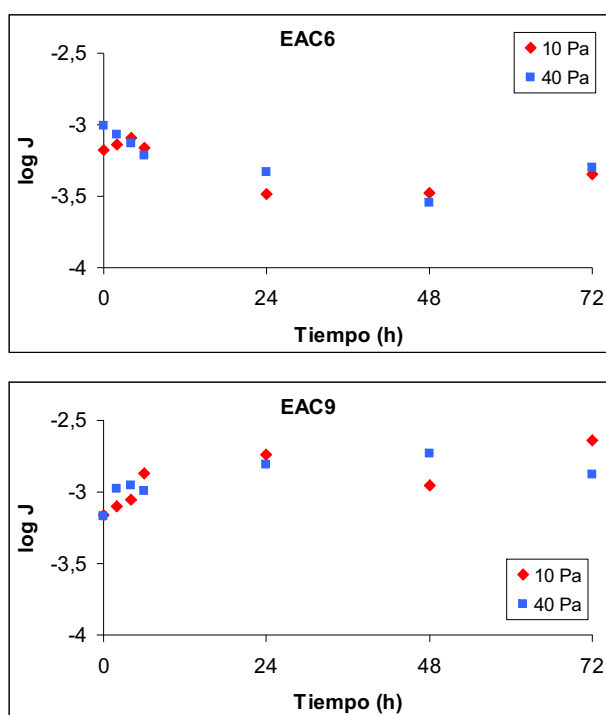 EAC6
10 Pa
40 Pa
-2,5
-3
-3,5
-4
log J
0 24 48 72
Tiempo (h)
EAC9
-2,5
-3
-3,5
-4
log J
10 Pa
40 Pa
0 24 48 72
Tiempo (h)